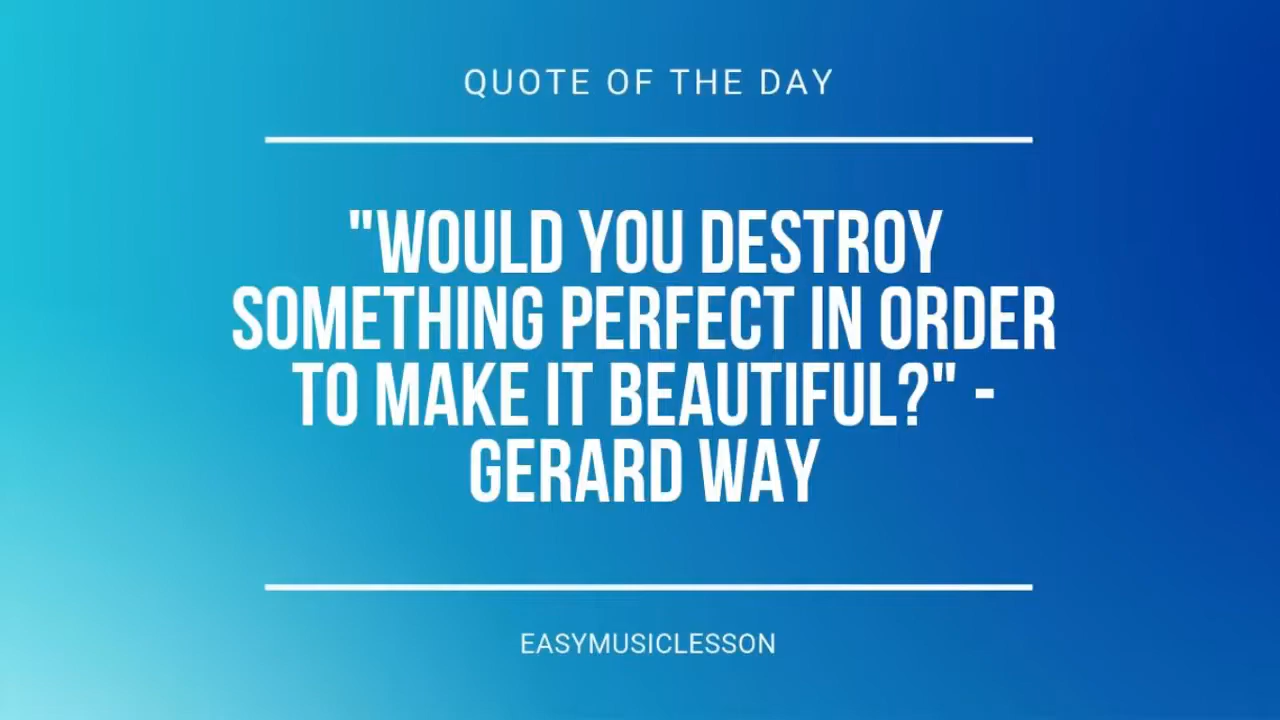 QUOTE OF THE DAY
"WOULD YOU DESTROY
SOMETHING PERFECT IN ORDER
TO MAKE IT BEAUTIFUL?" -
GERARD WAY
EASYMUSICLESSON